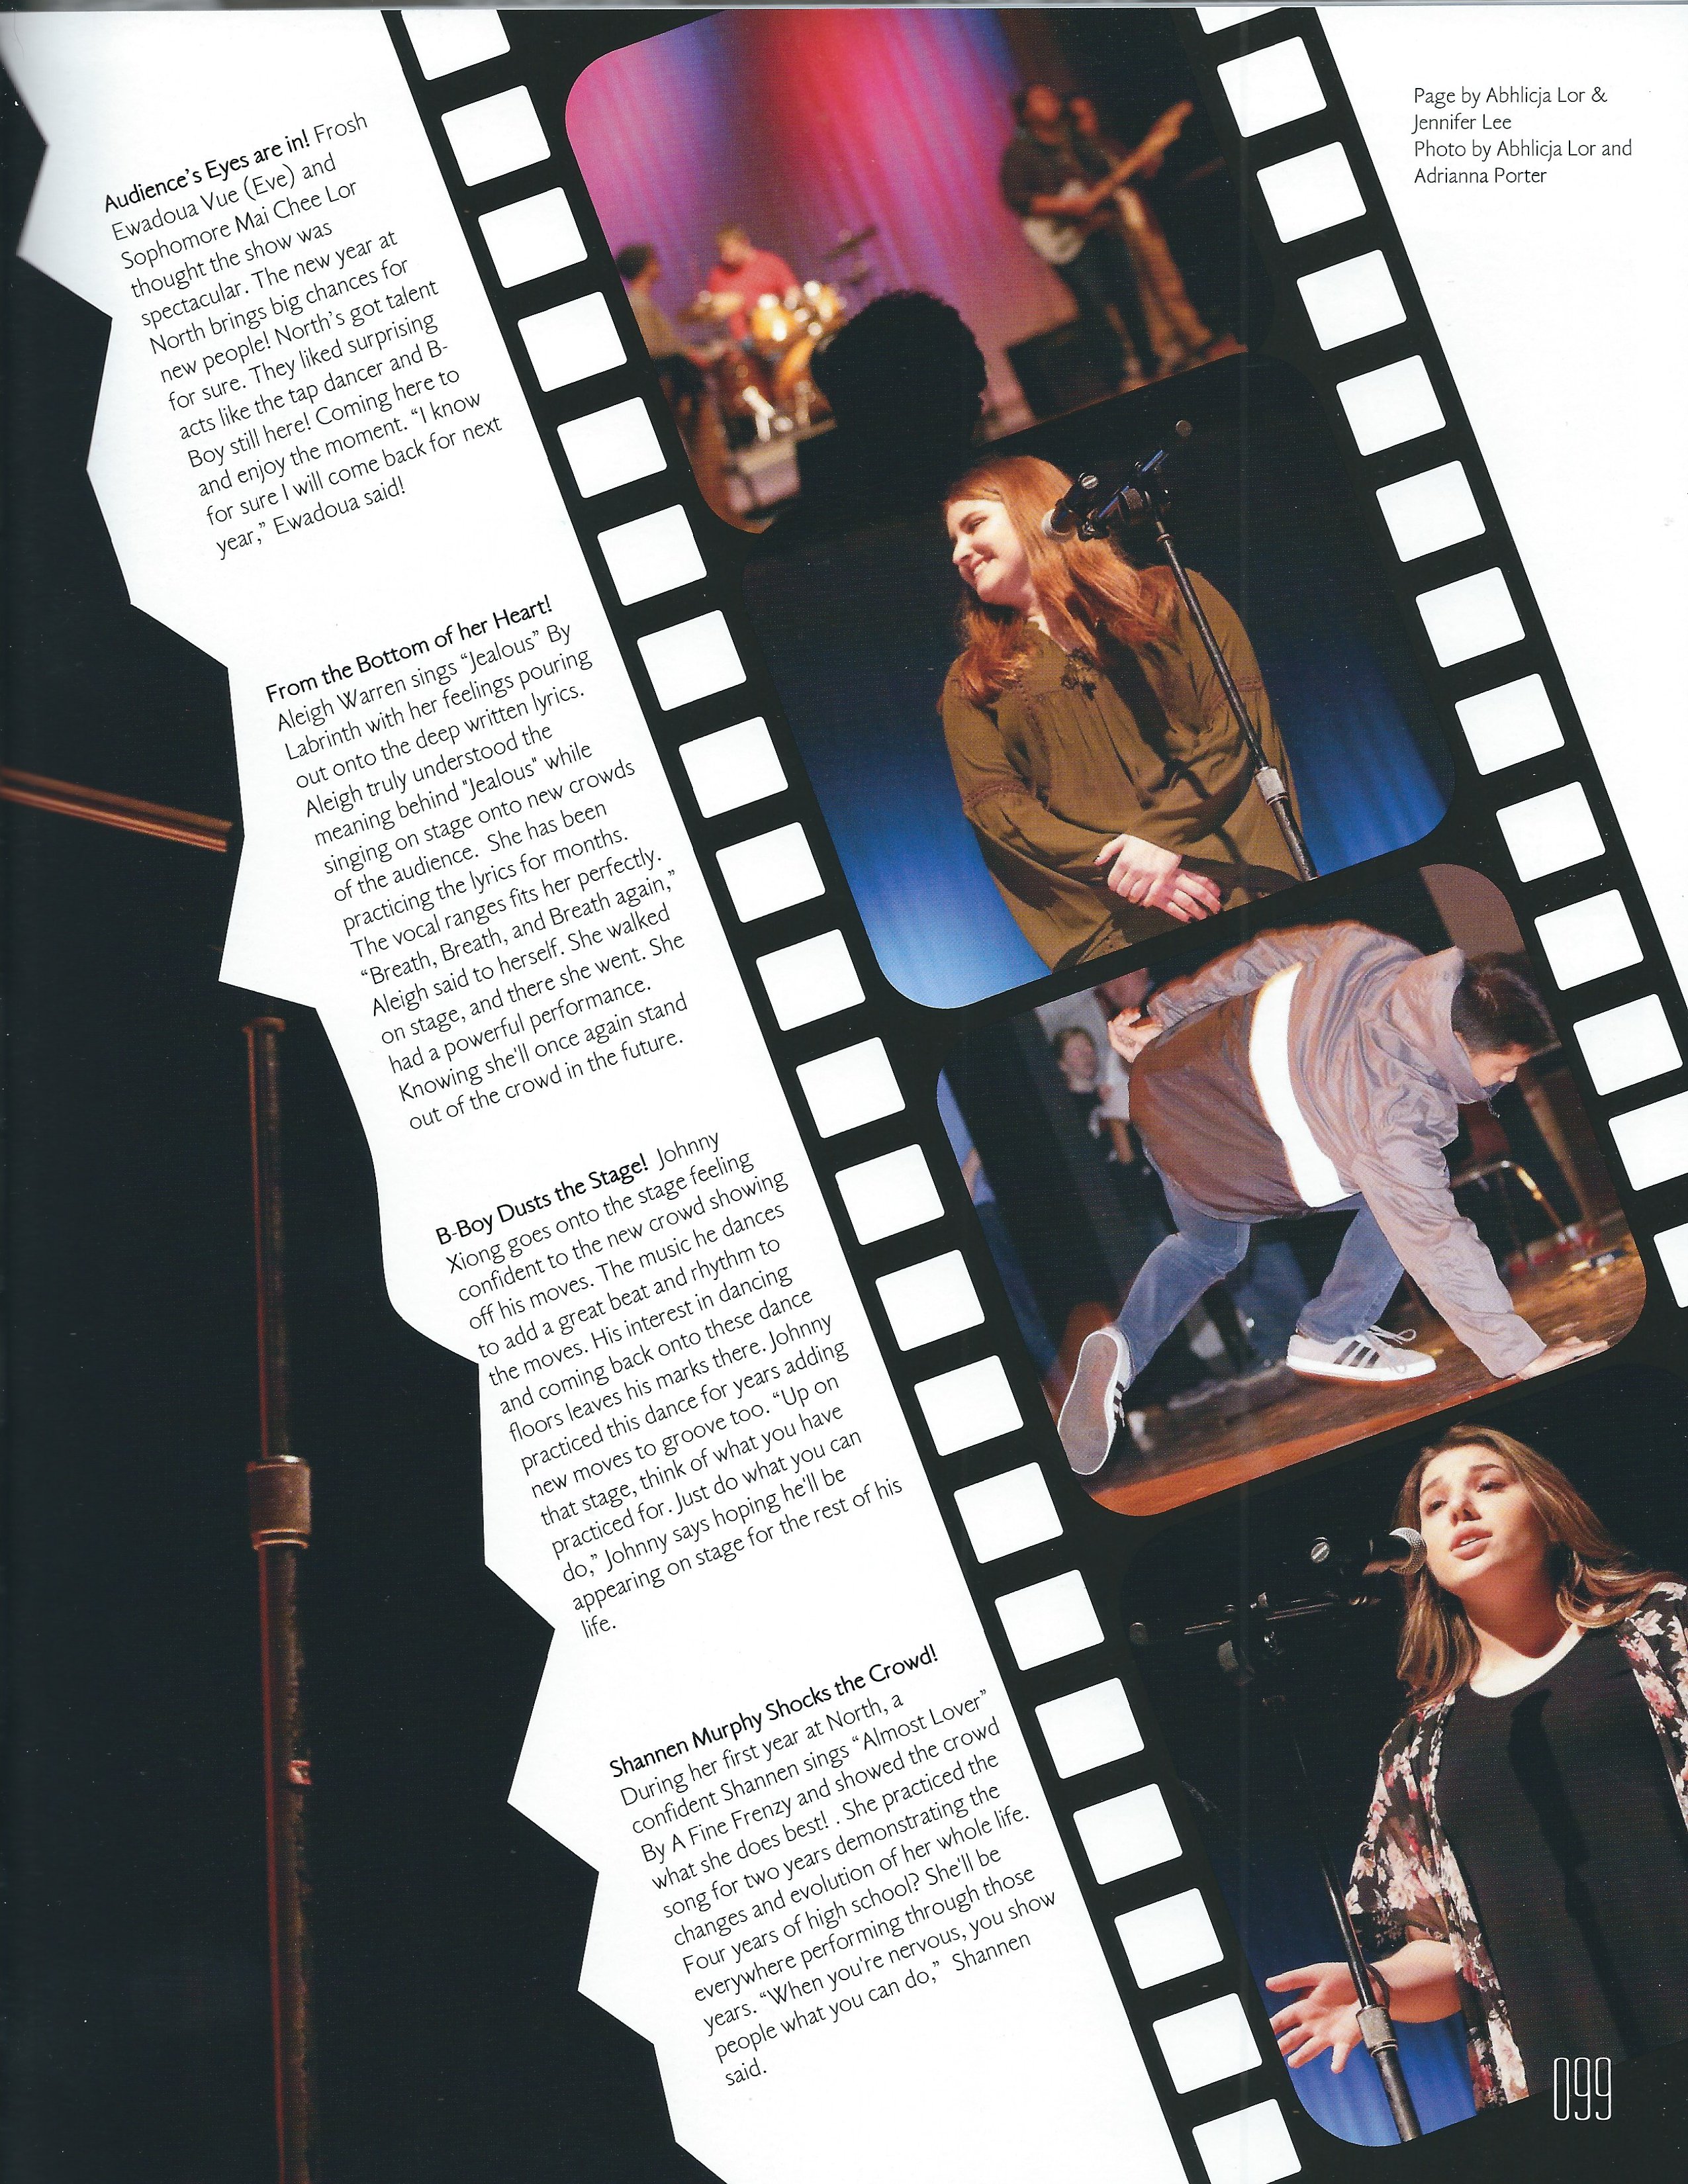 Audience's Eyes are in! Frosh
Ewadoua Vue (Eve) and
Sophomore Mai Chee Lor
thought the show was
spectacular. The new year at
North brings big chances for
new people! North's got talent
for sure. They liked surprising
acts like the tap dancer and B-
Boy still here! Coming here to
and enjoy the moment. “I know
for sure I will come back for next
year,” Ewadoua said!
From the Bottom of her Heart!
Aleigh Warren sings “Jealous” By
Labrinth with her feelings pouring
out onto the deep written lyrics.
Aleigh truly understood the
meaning behind "Jealous" while
singing on stage onto new crowds
of the audience. She has been
practicing the lyrics for months.
The vocal ranges fits her perfectly.
“Breath, Breath, and Breath again,”
Aleigh said to herself. She walked
on stage, and there she went. She
had a powerful performance.
Knowing she'll once again stand
out of the crowd in the future.
B-Boy Dusts the Stage! Johnny
Xiong goes onto the stage feeling
confident to the new crowd showing
off his moves. The music he dances
to add a great beat and rhythm to
the moves. His interest in dancing
and coming back onto these dance
floors leaves his marks there. Johnny
practiced this dance for years adding
new moves to groove too. “Up on
that stage, think of what you have
practiced for. Just do what you can
do,” Johnny says hoping he'll be
appearing on stage for the rest of his
life.
Shannen Murphy Shocks the Crowd!
During her first year at North, a
confident Shannen sings “Almost Lover”
By A Fine Frenzy and showed the crowd
what she does best! . She practiced the
song for two years demonstrating the
changes and evolution of her whole life.
Four years of high school? She'll be
everywhere performing through those
years. “When you're nervous, you show
people what you can do,” Shannen
said.
Page by Abhlicja Lor &
Jennifer Lee
Photo by Abhlicja Lor and
Adrianna Porter
099